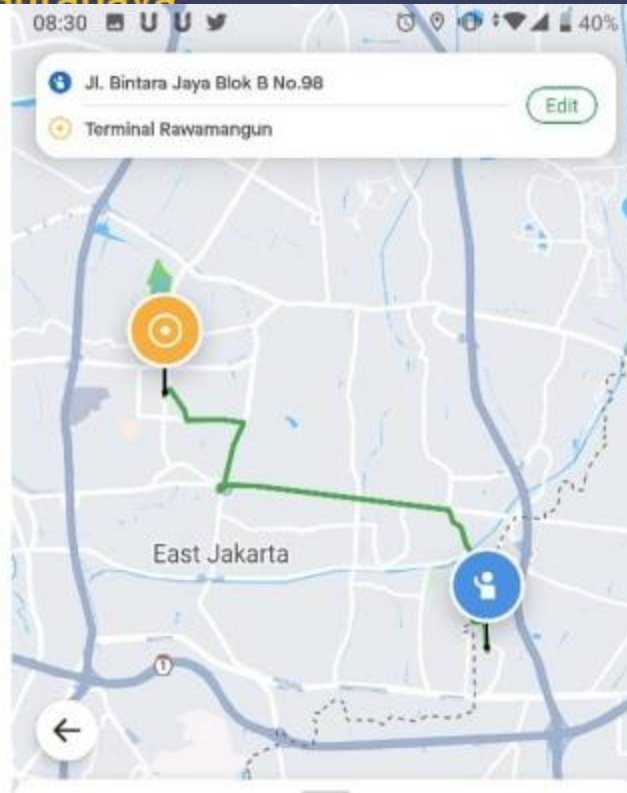 08:30 U U 40%
Jl. Bintara Jaya Blok B No.98
Edit
Terminal Rawamangun
East Jakarta
1